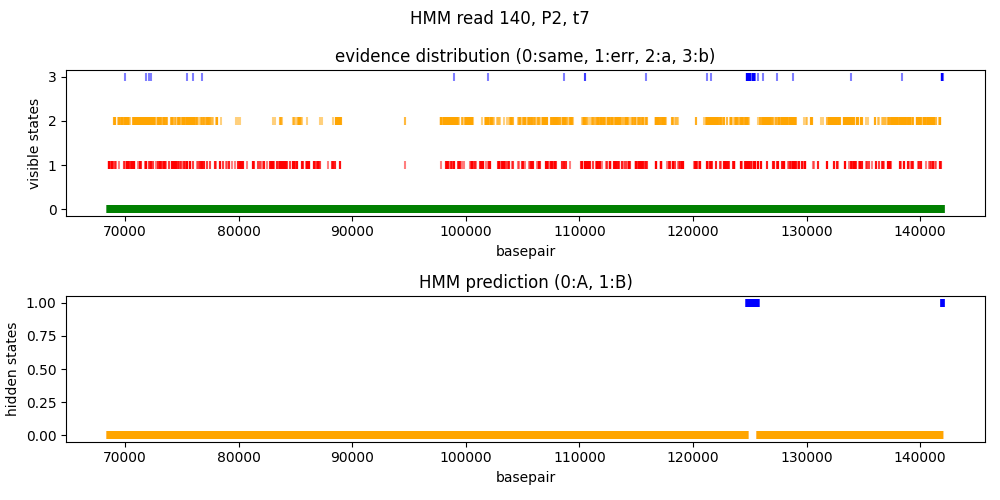 HMM read 140, P2, t7
evidence distribution (0:same, 1:err, 2:a, 3:b)
visible states
3
2
1
0
70000 80000 90000 100000 110000 120000 130000 140000
basepair
HMM prediction (0:A, 1:B)
hidden states
1.00
0.75
0.50
0.25
0.00
70000 80000 90000 100000 110000 120000 130000 140000
basepair